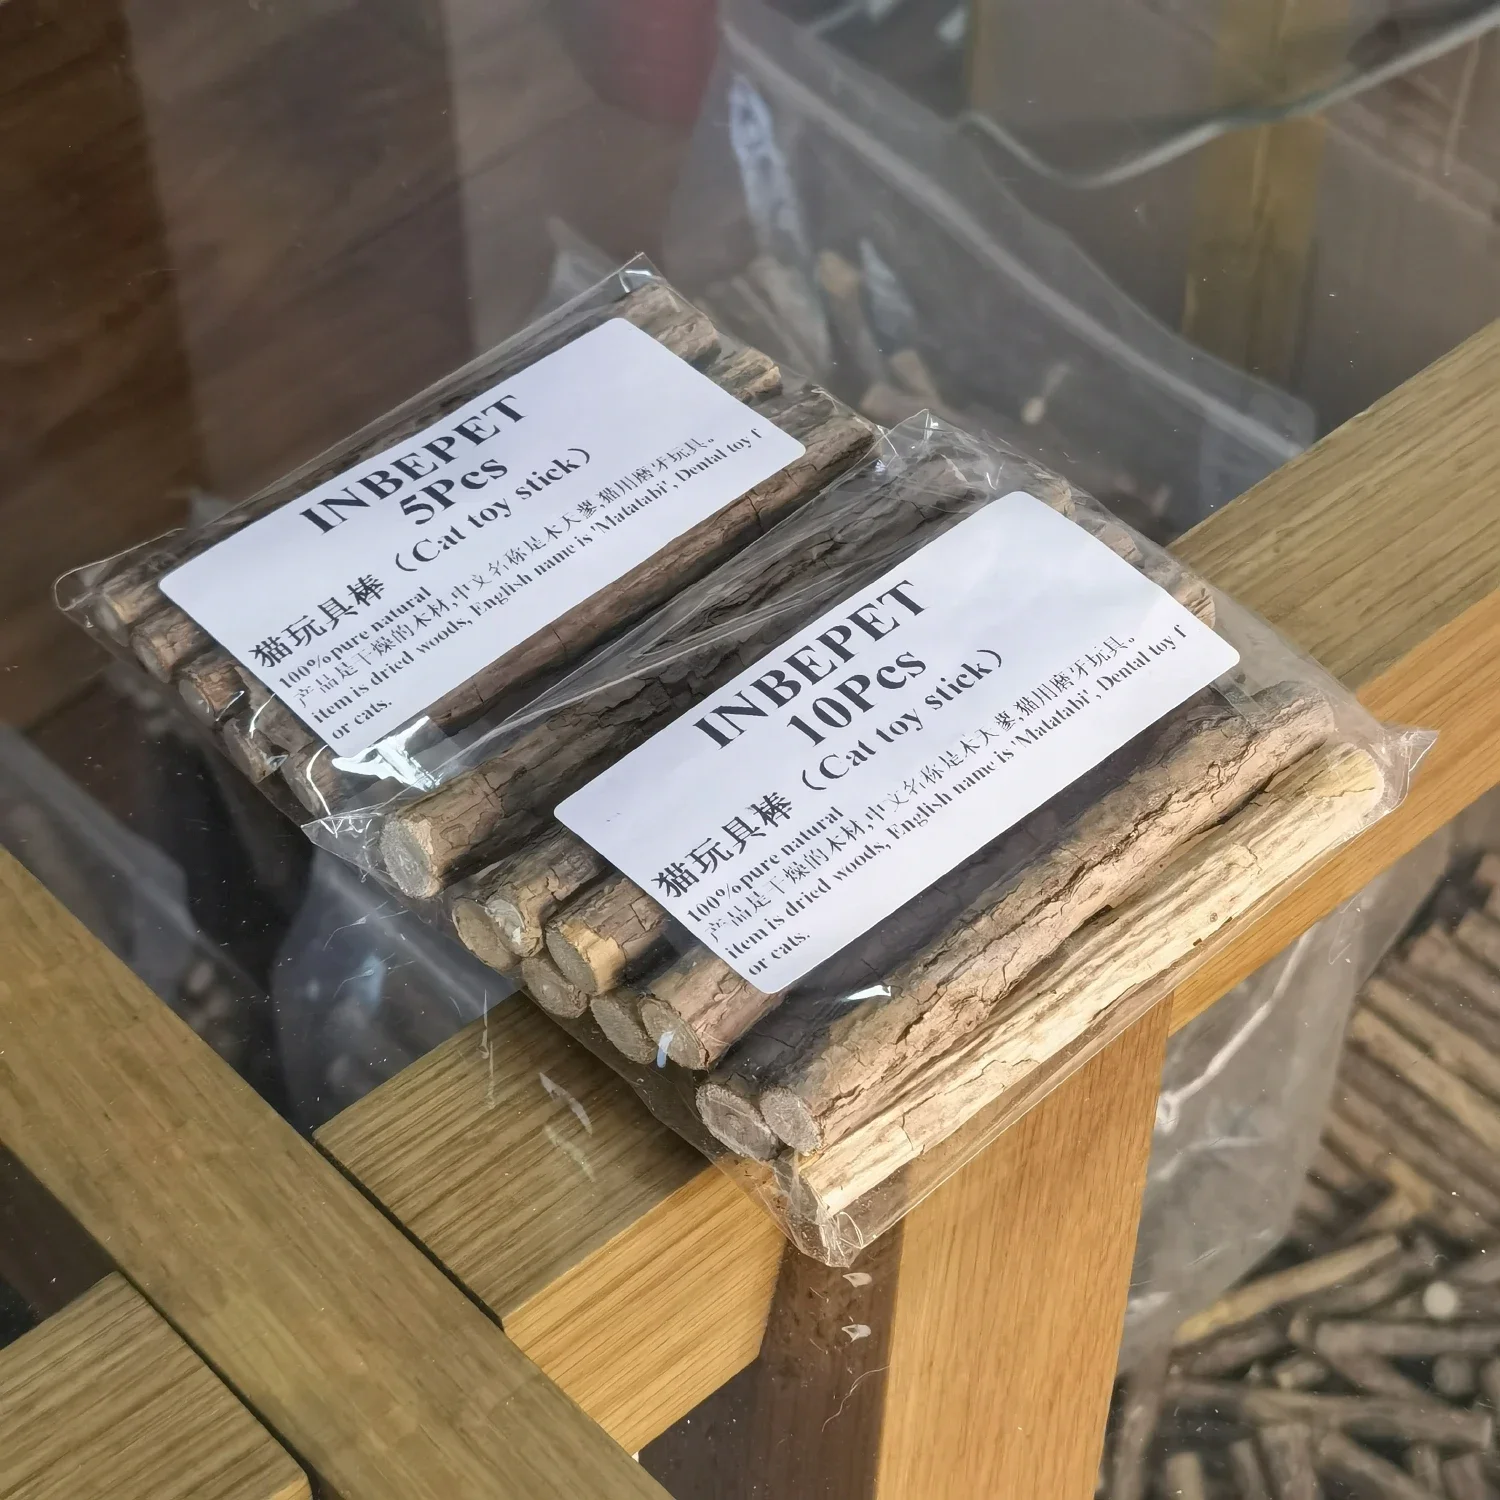 INBEPET
5Pcs
猫玩具棒（Cat toy stick）
100%pure natural
产品是干燥的木材,中文名称是木天蓼,猫用磨牙玩具。
item is dried woods, English name is 'Matatabi', Dental toy f
or cats.
INBEPET
10Pcs
猫玩具棒（Cat toy stick）
100%pure natural
产品是干燥的木材,中文名称是木天蓼,猫用磨牙玩具。
item is dried woods, English name is 'Matatabi', Dental toy f
or cats.